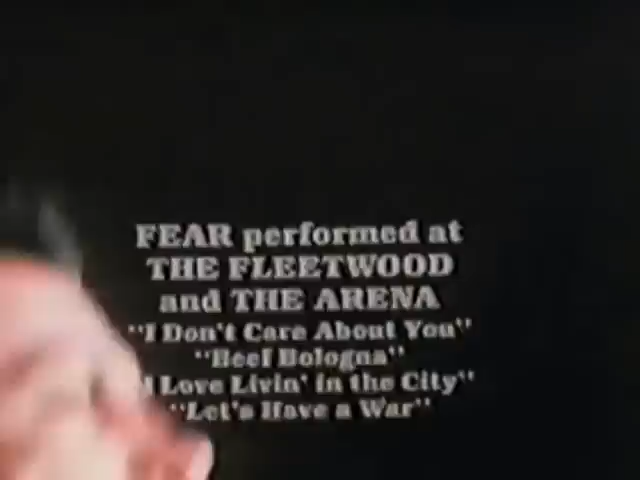 FEAR performed at
THE FLEETWOOD
and THE ARENA
"I Don't Care About You"
"Beef Bologna"
I Love Livin' in the City"
"Let's Have a War"